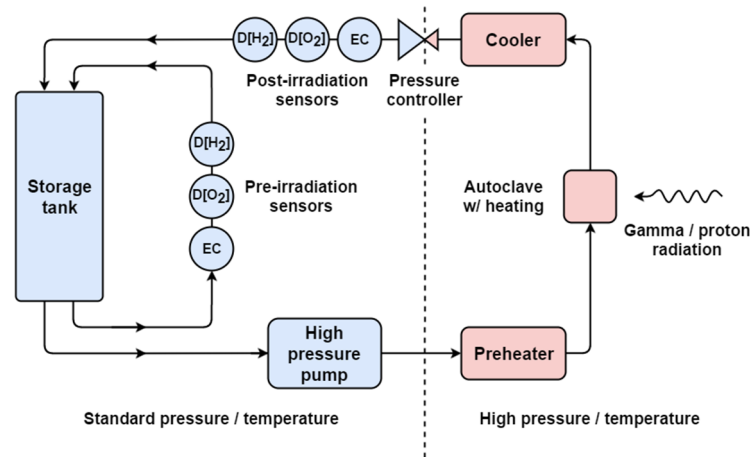 D[H₂]
D[O₂]
EC
Cooler
Post-irradiation
sensors
Pressure
controller
D[H₂]
D[O₂]
EC
Pre-irradiation
sensors
Storage
tank
Autoclave
w/ heating
Gamma / proton
radiation
High
pressure
pump
Preheater
Standard pressure / temperature
High pressure / temperature